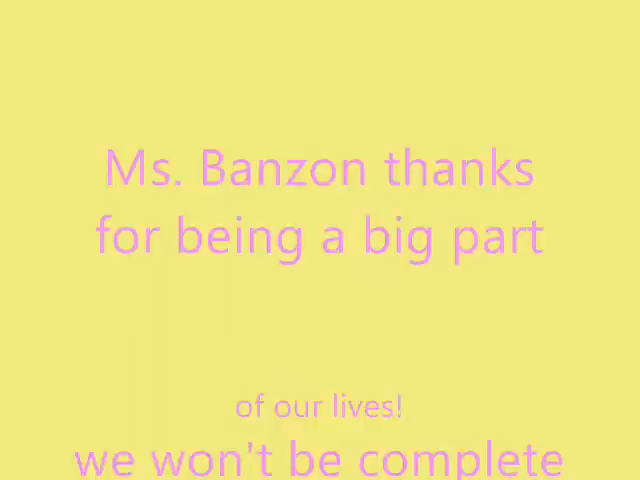 Ms. Banzon thanks
for being a big part
of our lives!
we won't be complete